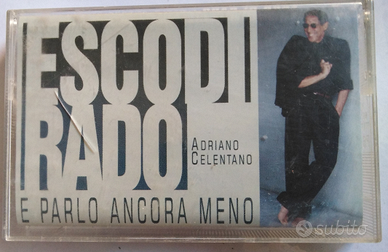 ESCO DI
RADO
ADRIANO
CELENTANO
E PARLO ANCORA MENO
subito